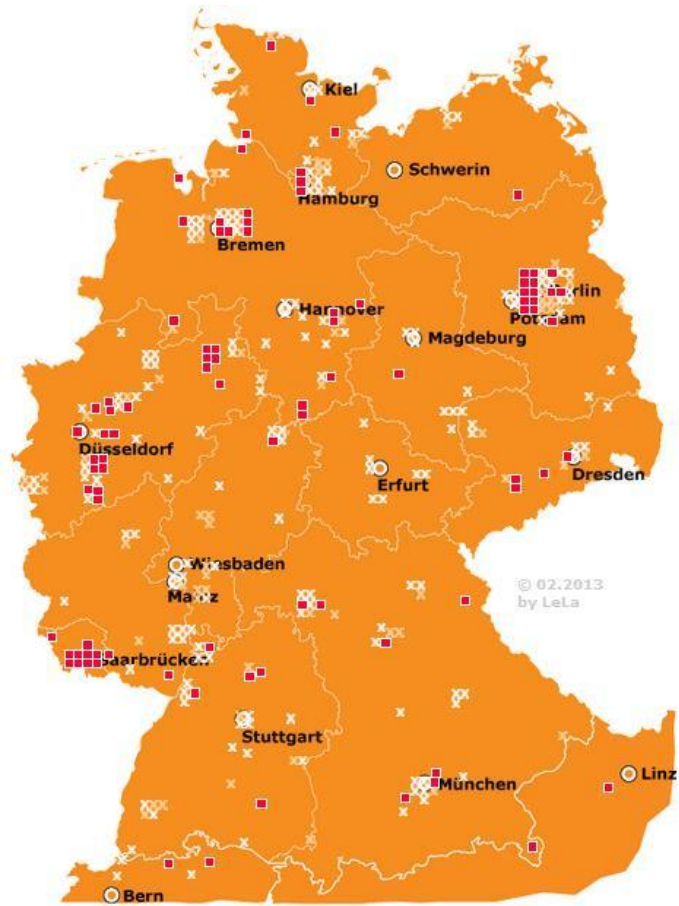 Kiel
Schwerin
Hamburg
Bremen
Berlin
Hannover
Potsdam
Magdeburg
Düsseldorf
Dresden
Erfurt
Wiesbaden
Mainz
© 02.2013
by LeLa
Saarbrücken
Stuttgart
Linz
München
Bern